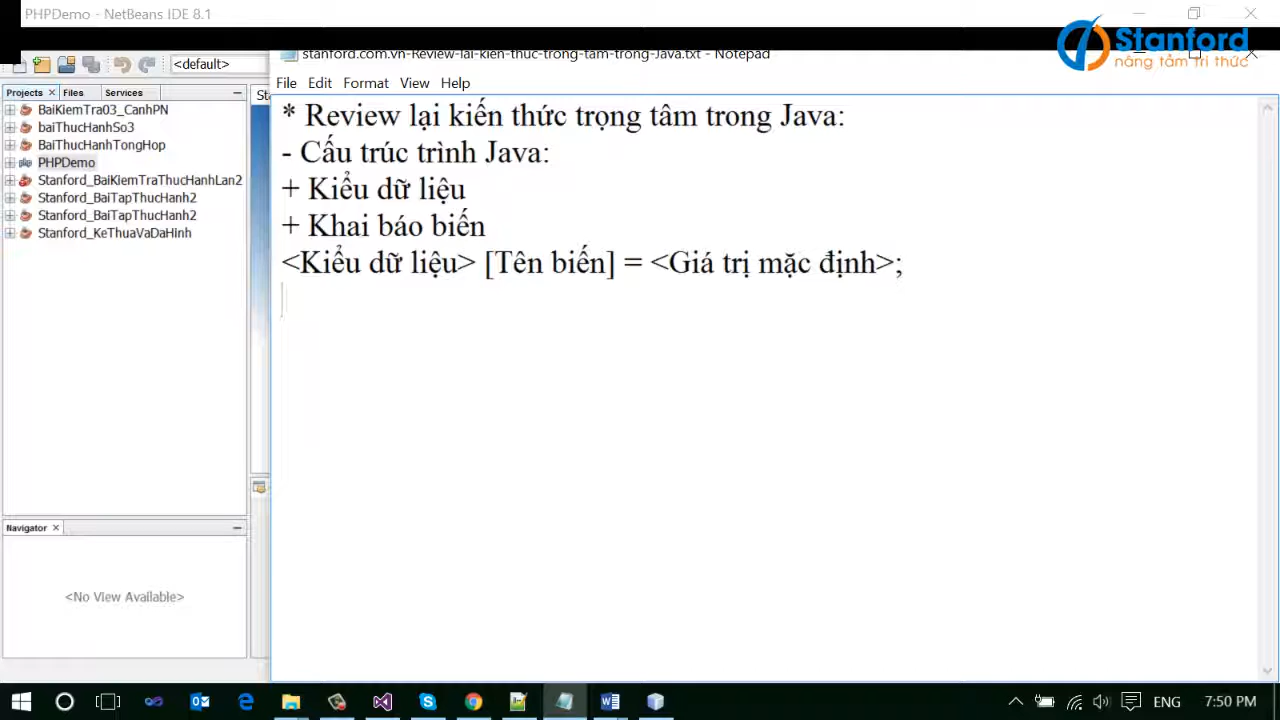 PHPDemo - NetBeans IDE 8.1
Stanford
nâng tầm tri thức
<default>
stanford.com.vn-Review-lai-kien-thuc-trong-tam-trong-Java.txt - Notepad
File Edit Format View Help
Projects Files Services
BaiKiemTra03_CanhPN
baiThucHanhSo3
BaiThucHanhTongHop
PHPDemo
Stanford_BaiKiemTraThucHanhLan2
Stanford_BaiTapThucHanh2
Stanford_BaiTapThucHanh2
Stanford_KeThuaVaDaHinh
* Review lại kiến thức trọng tâm trong Java:
- Cấu trúc trình Java:
+ Kiểu dữ liệu
+ Khai báo biến
<Kiểu dữ liệu> [Tên biến] = <Giá trị mặc định>;
Navigator
<No View Available>
ENG
7:50 PM